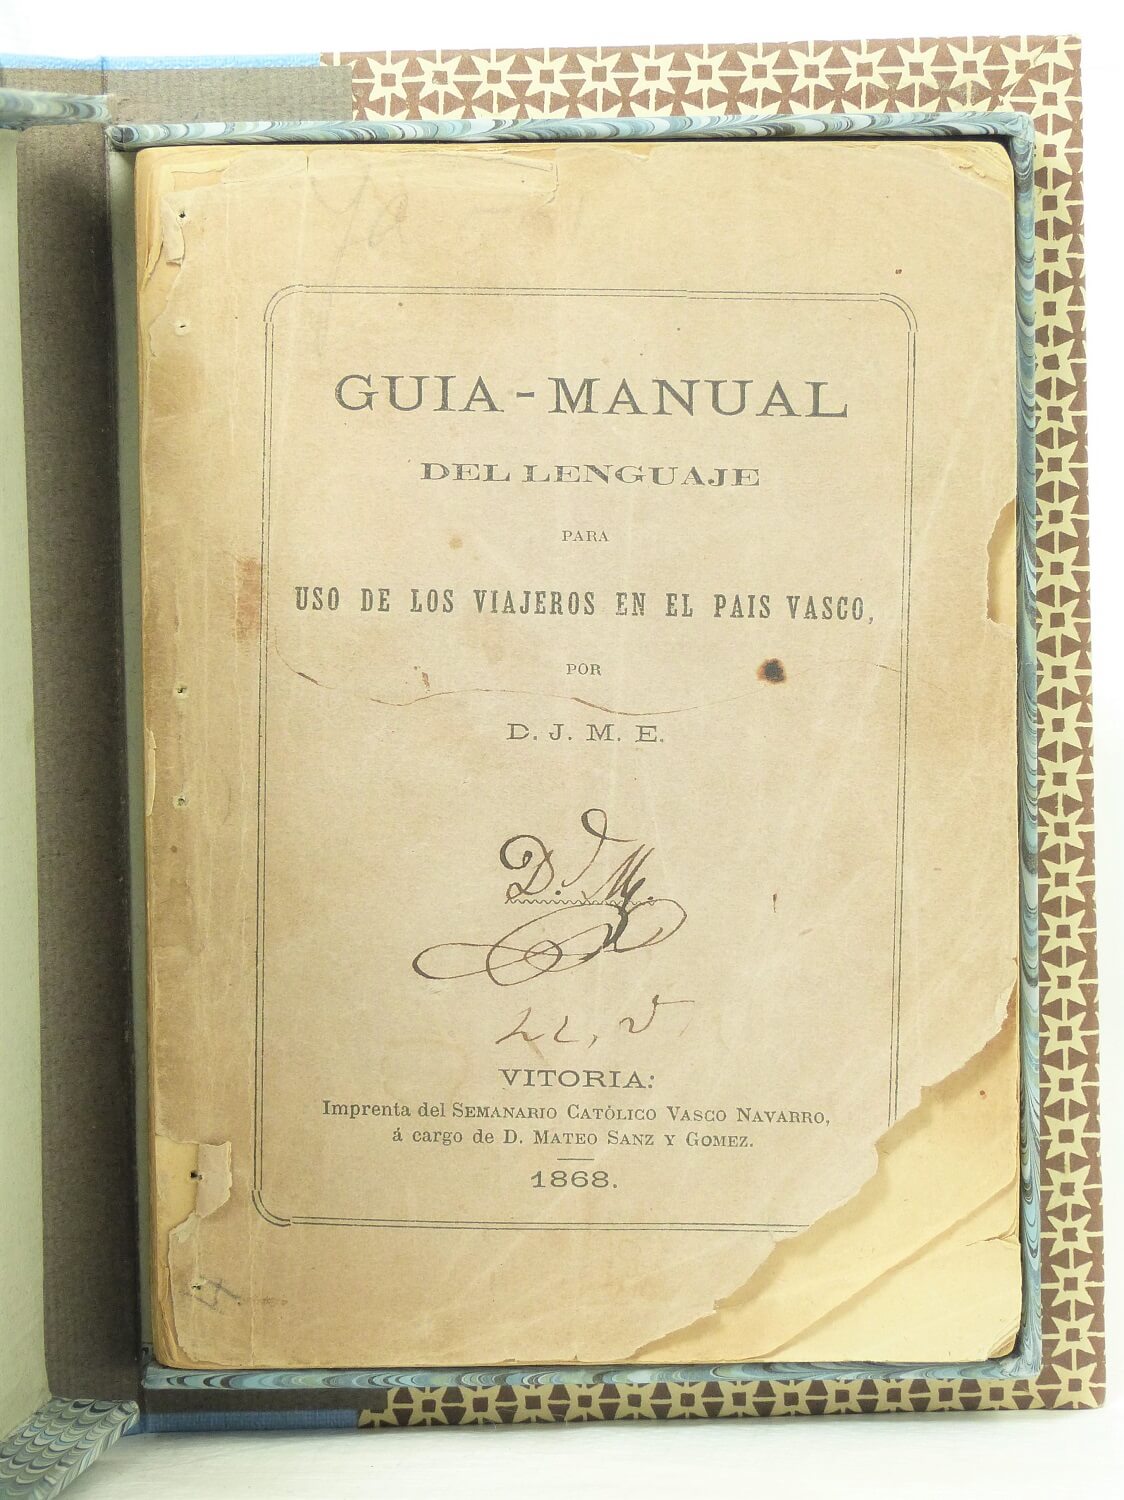 GUIA-MANUAL
DEL LENGUAJE
PARA
USO DE LOS VIAJEROS EN EL PAIS VASCO,
POR
D. J. M. E.
D. J. M.
VITORIA:
Imprenta del SEMANARIO CATÓLICO VASCO NAVARRO,
á cargo de D. MATEO SANZ Y GOMEZ.
1868.